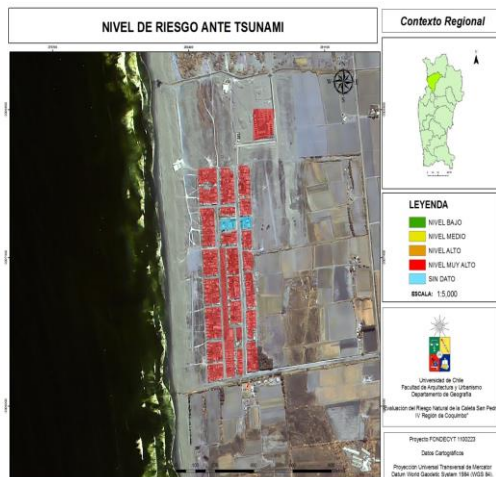 NIVEL DE RIESGO ANTE TSUNAMI
Contexto Regional
LEYENDA
NIVEL BAJO
NIVEL MEDIO
NIVEL ALTO
NIVEL MUY ALTO
SIN DATO
ESCALA: 1:5,000
Universidad de Chile
Facultad de Arquitectura y Urbanismo
Departamento de Geografía
"Evaluación del Riesgo Natural de la Caleta San Pedro
IV Región de Coquimbo"
Proyecto FONDECYT 1100223
Datos Cartográficos
Proyección Universal Transversal de Mercator
Datum World Geodetic System 1984 (WGS 84),